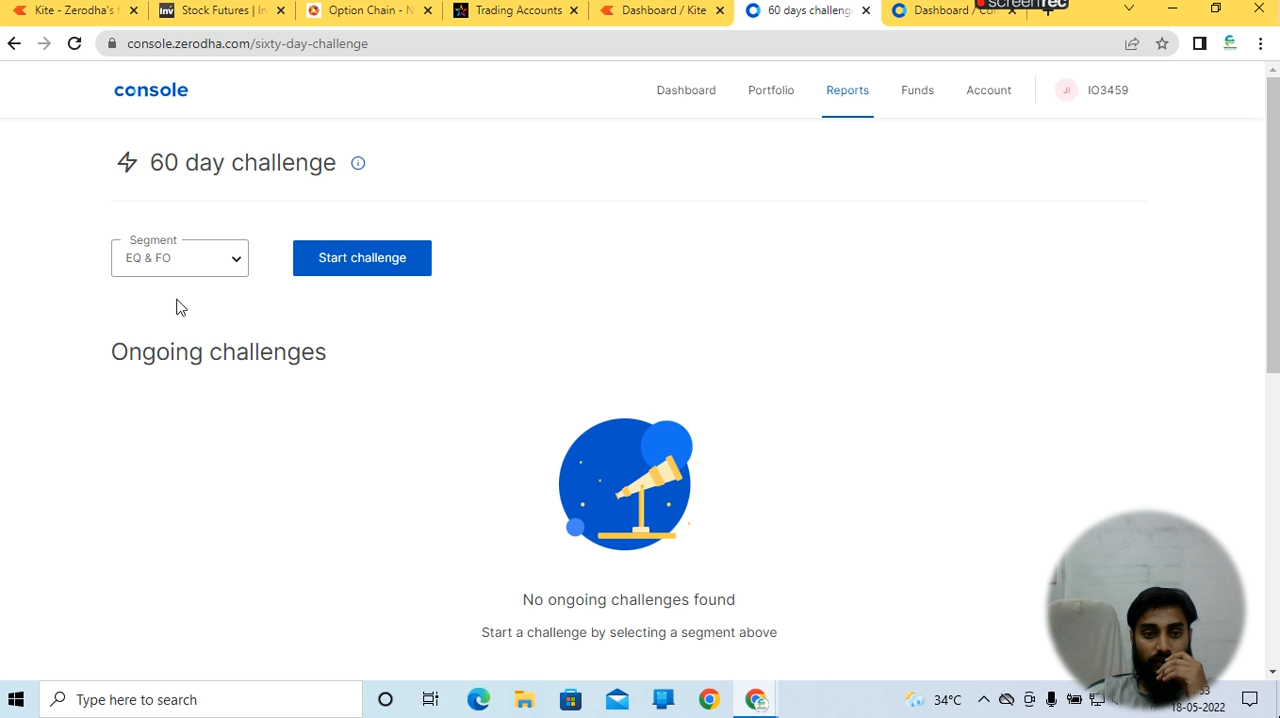 Kite - Zerodha's f
Stock Futures | In
Option Chain - N
Trading Accounts
Dashboard / Kite
60 days challeng
Dashboard / Co
screenrec
console.zerodha.com/sixty-day-challenge
console
Dashboard
Portfolio
Reports
Funds
Account
JI
IO3459
60 day challenge
Segment
EQ & FO
Start challenge
Ongoing challenges
No ongoing challenges found
Start a challenge by selecting a segment above
Type here to search
34°C
18-05-2022